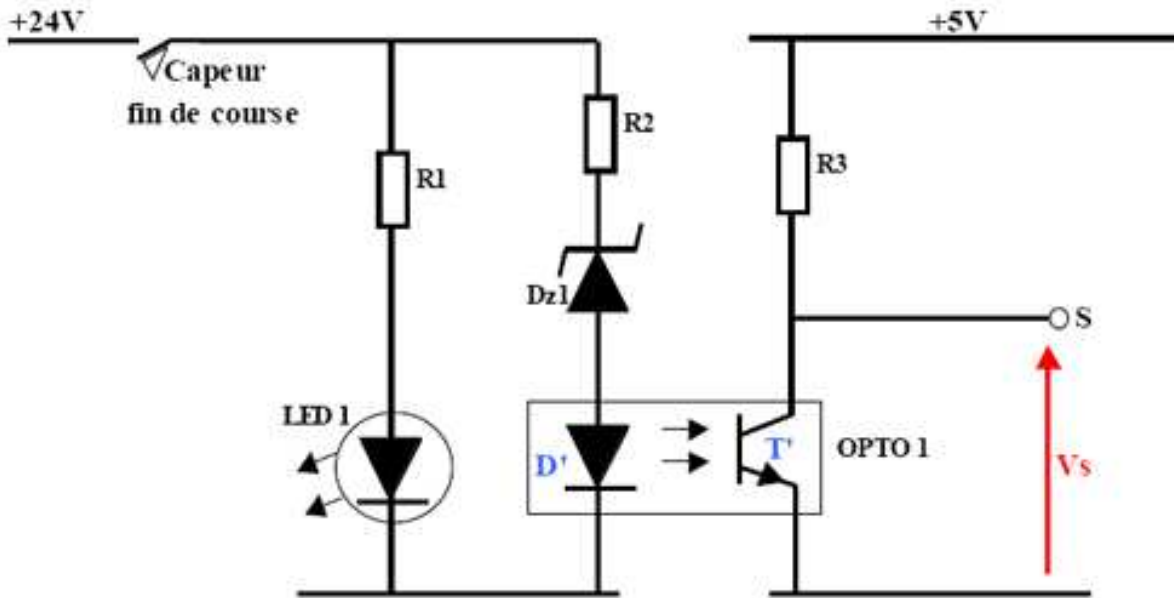 +24V
+5V
Capeur
fin de course
R1
R2
R3
Dz1
S
LED 1
D'
T'
OPTO 1
Vs